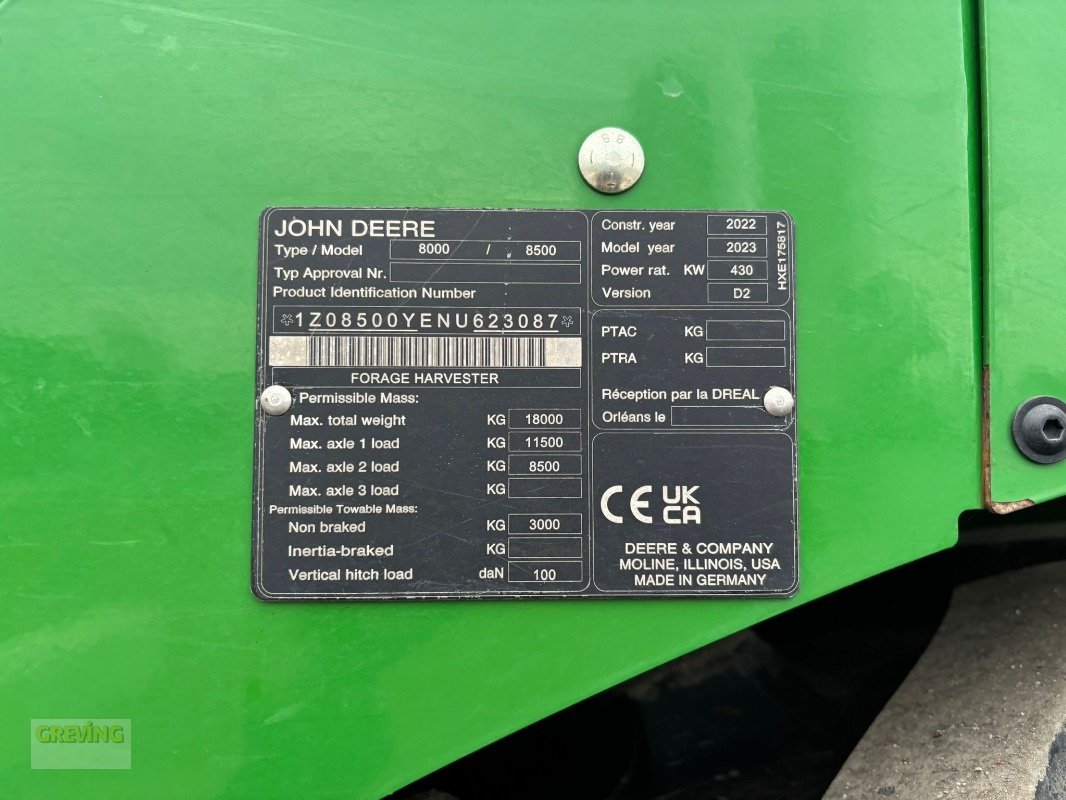 8.8
JOHN DEERE
Type / Model 8000 / 8500
Typ Approval Nr.
Product Identification Number
*1Z08500YENU623087*
FORAGE HARVESTER
Permissible Mass:
Max. total weight KG 18000
Max. axle 1 load KG 11500
Max. axle 2 load KG 8500
Max. axle 3 load KG
Permissible Towable Mass:
Non braked KG 3000
Inertia-braked KG
Vertical hitch load daN 100
Constr. year 2022
Model year 2023
Power rat. KW 430
Version D2
HXE175817
PTAC KG
PTRA KG
Réception par la DREAL
Orléans le
CE UK
CA
DEERE & COMPANY
MOLINE, ILLINOIS, USA
MADE IN GERMANY
GREVING